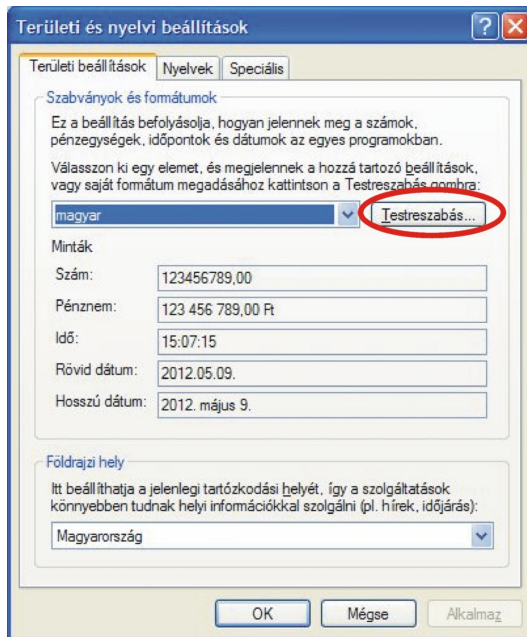 Területi és nyelvi beállítások
Területi beállítások Nyelvek Speciális
Szabványok és formátumok
Ez a beállítás befolyásolja, hogyan jelennek meg a számok,
pénzegységek, időpontok és dátumok az egyes programokban.
Válasszon ki egy elemet, és megjelennek a hozzá tartozó beállítások,
vagy saját formátum megadásához kattintson a Testreszabás gombra:
magyar Testreszabás...
Minták
Szám: 123456789,00
Pénznem: 123 456 789,00 Ft
Idő: 15:07:15
Rövid dátum: 2012.05.09.
Hosszú dátum: 2012. május 9.
Földrajzi hely
Itt beállíthatja a jelenlegi tartózkodási helyét, így a szolgáltatások
könnyebben tudnak helyi információkkal szolgálni (pl. hírek, időjárás):
Magyarország
OK Mégse Alkalmaz